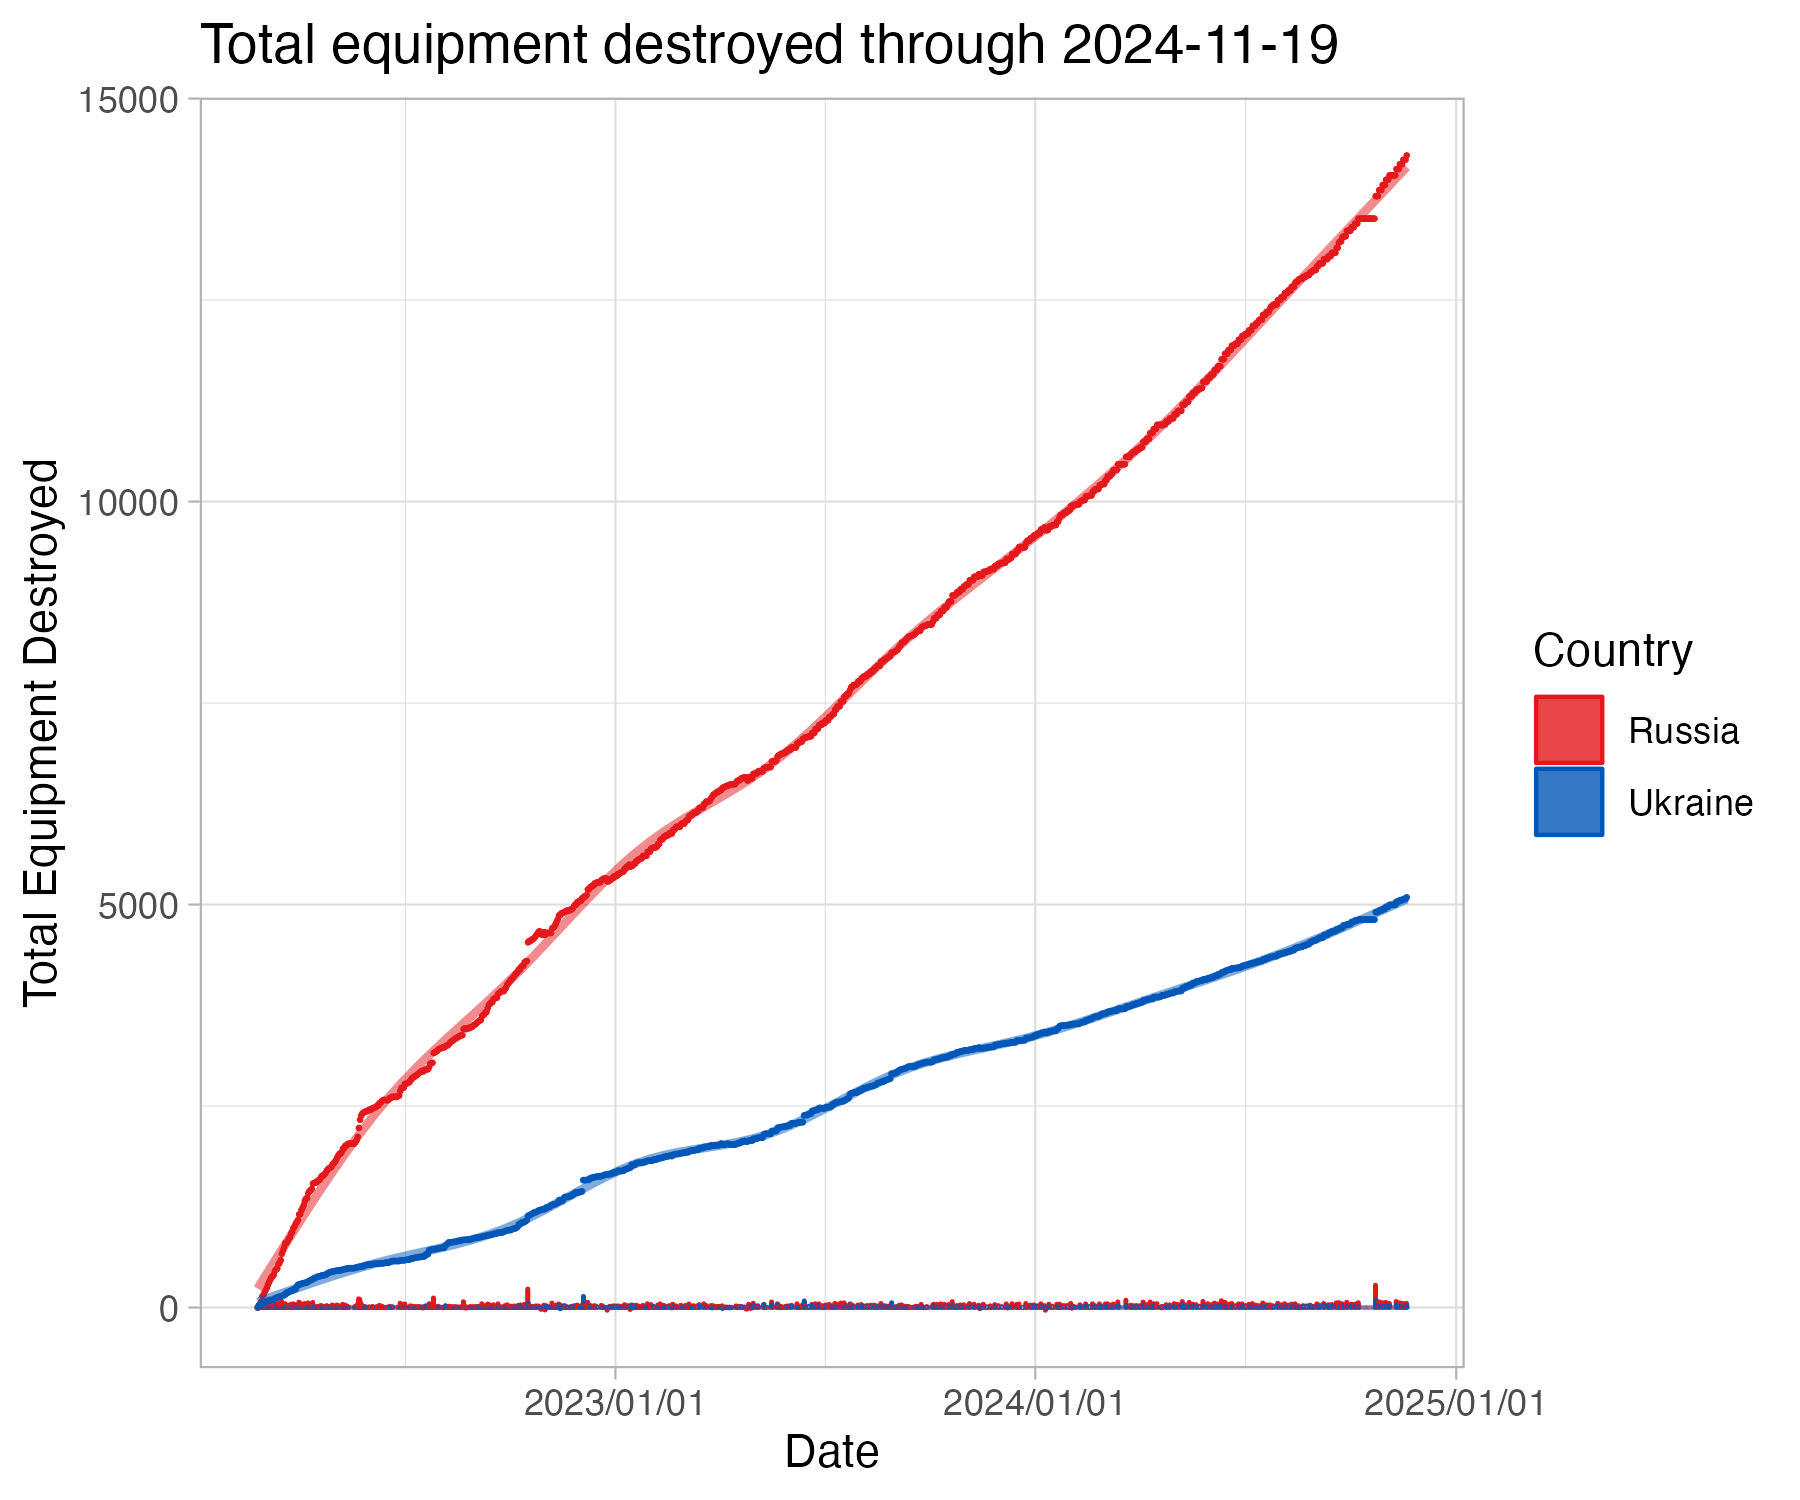 Total equipment destroyed through 2024-11-19
Total Equipment Destroyed
15000
10000
5000
0
2023/01/01
2024/01/01
2025/01/01
Date
Country
Russia
Ukraine